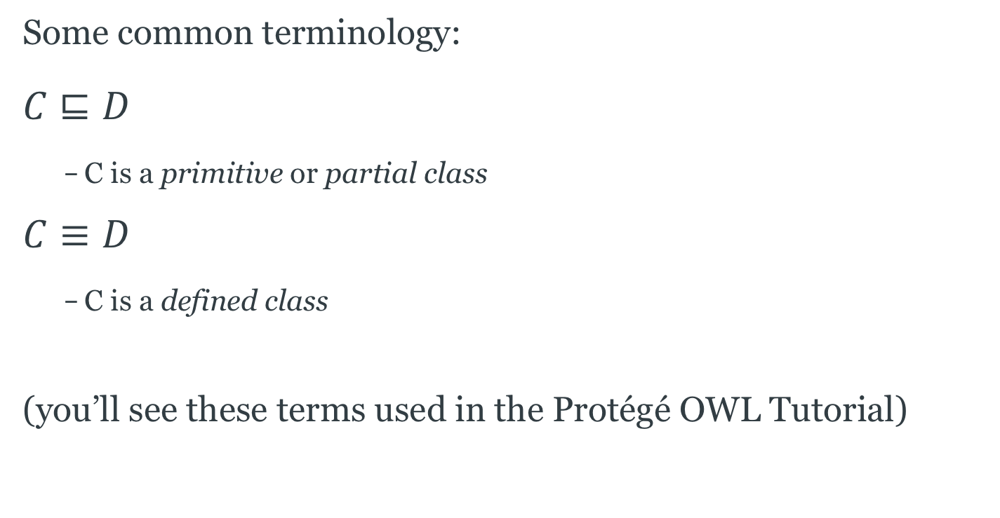 Some common terminology:
C ⊑ D
– C is a primitive or partial class
C ≡ D
– C is a defined class
(you’ll see these terms used in the Protégé OWL Tutorial)